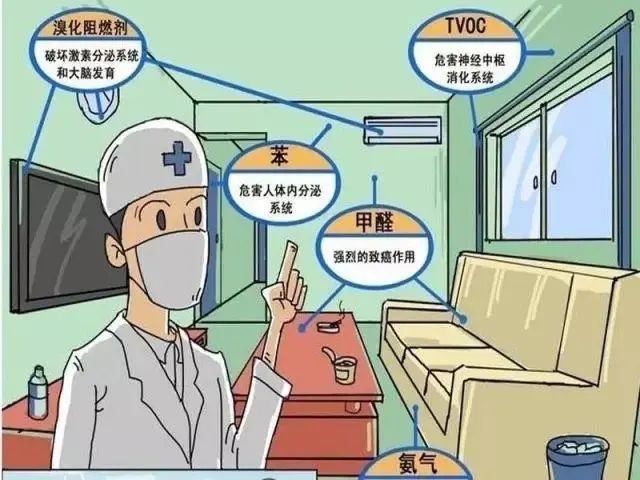 溴化阻燃剂
破坏激素分泌系统
和大脑发育
TVOC
危害神经中枢
消化系统
苯
危害人体内分泌
系统
甲醛
强烈的致癌作用
氨气